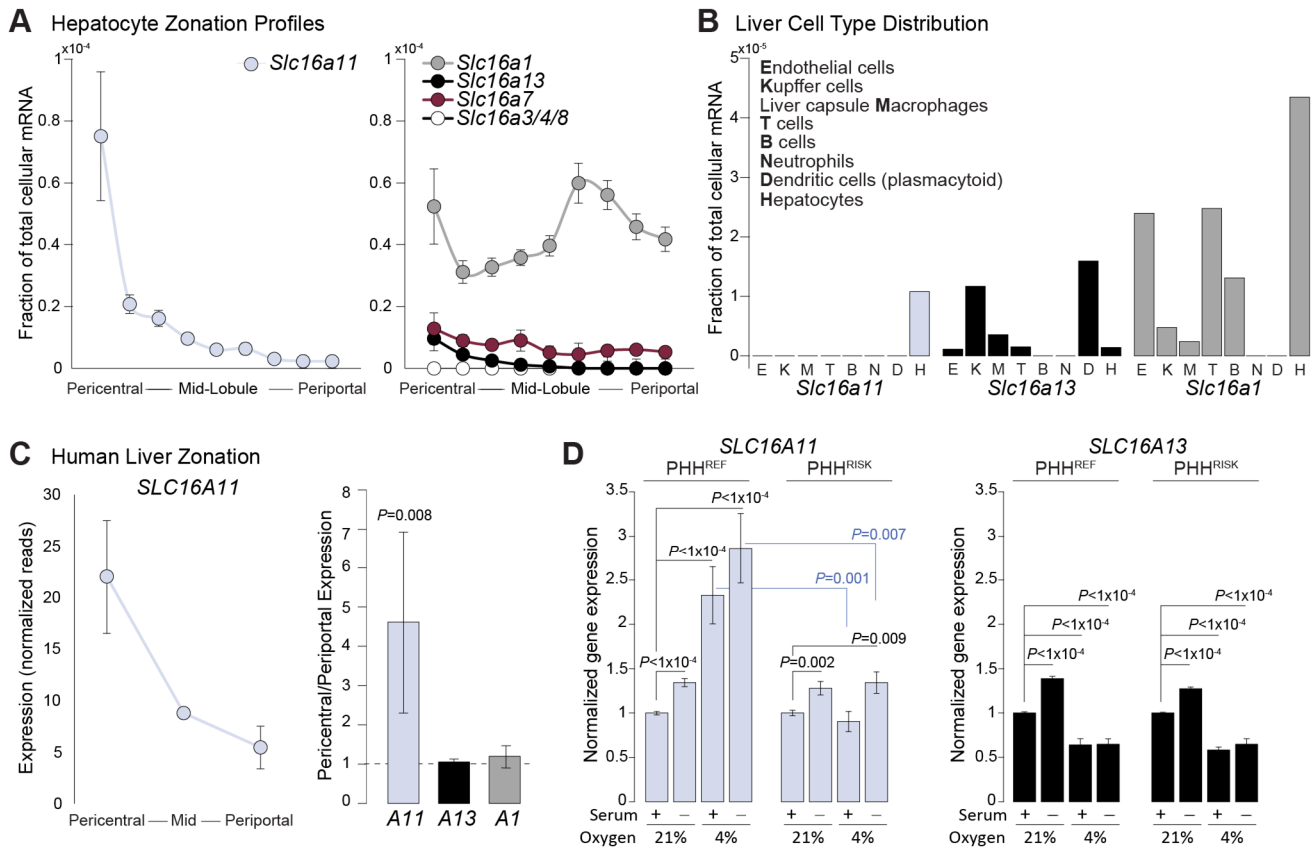 A Hepatocyte Zonation Profiles
1 x10-4
0.8
0.6
0.4
0.2
0
Fraction of total cellular mRNA
Slc16a11
Pericentral — Mid-Lobule — Periportal
1 x10-4
0.8
0.6
0.4
0.2
0
Slc16a1
Slc16a13
Slc16a7
Slc16a3/4/8
Pericentral — Mid-Lobule — Periportal
B Liver Cell Type Distribution
5 x10-5
4
3
2
1
0
Fraction of total cellular mRNA
Endothelial cells
Kupffer cells
Liver capsule Macrophages
T cells
B cells
Neutrophils
Dendritic cells (plasmacytoid)
Hepatocytes
E K M T B N D H
Slc16a11
E K M T B N D H
Slc16a13
E K M T B N D H
Slc16a1
C Human Liver Zonation
SLC16A11
30
25
20
15
10
5
0
Expression (normalized reads)
Pericentral — Mid — Periportal
8
7
6
5
4
3
2
1
0
Pericentral/Periportal Expression
P=0.008
A11 A13 A1
D
SLC16A11
PHHREF PHHRISK
3.5
3
2.5
2
1.5
1
0.5
0
Normalized gene expression
P<1x10-4
P<1x10-4
P<1x10-4
P=0.007
P=0.001
P=0.009
P=0.002
Serum + – + – + – + –
Oxygen 21% 4% 21% 4%
SLC16A13
PHHREF PHHRISK
3.5
3
2.5
2
1.5
1
0.5
0
Normalized gene expression
P<1x10-4
P<1x10-4
P<1x10-4
P<1x10-4
P<1x10-4
P<1x10-4
Serum + – + – + – + –
Oxygen 21% 4% 21% 4%